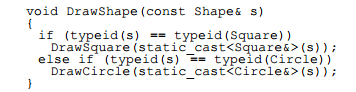 void DrawShape(const Shape& s)
{
  if (typeid(s) == typeid(Square))
    DrawSquare(static_cast<Square&>(s));
  else if (typeid(s) == typeid(Circle))
    DrawCircle(static_cast<Circle&>(s));
}